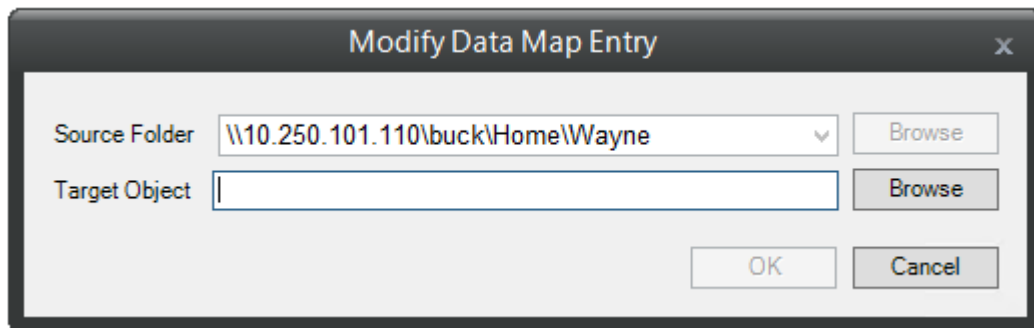 Modify Data Map Entry x
Source Folder \\10.250.101.110\buck\Home\Wayne Browse
Target Object Browse
OK Cancel